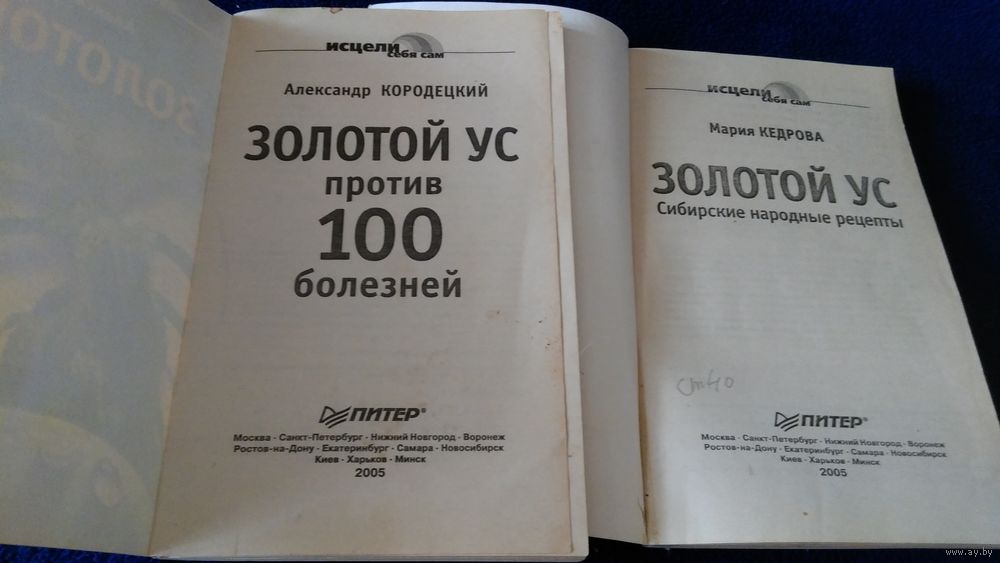 ЗОЛОТО
исцели
себя сам
Александр КОРОДЕЦКИЙ
ЗОЛОТОЙ УС
против
100
болезней
ПИТЕР®
Москва · Санкт-Петербург · Нижний Новгород · Воронеж
Ростов-на-Дону · Екатеринбург · Самара · Новосибирск
Киев · Харьков · Минск
2005
исцели
себя сам
Мария КЕДРОВА
ЗОЛОТОЙ УС
Сибирские народные рецепты
ПИТЕР®
Москва · Санкт-Петербург · Нижний Новгород · Воронеж
Ростов-на-Дону · Екатеринбург · Самара · Новосибирск
Киев · Харьков · Минск
2005
www.ay.by